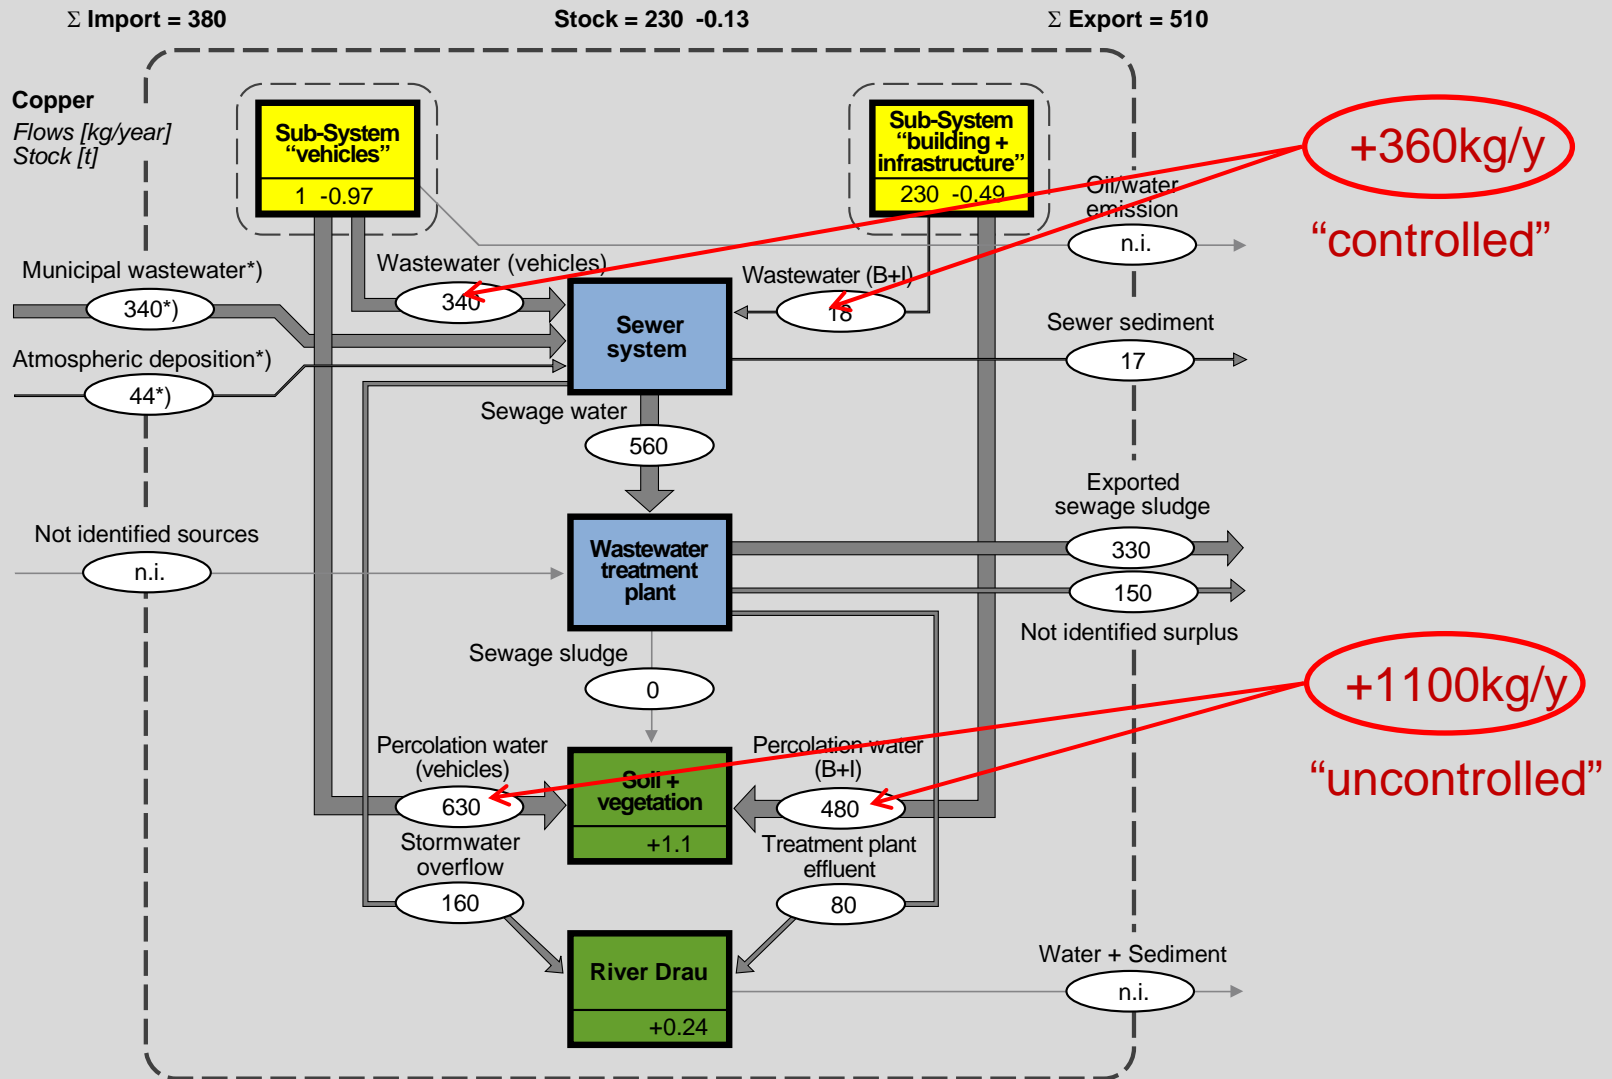 Σ Import = 380
Stock = 230 -0.13
Σ Export = 510
Copper
Flows [kg/year]
Stock [t]
Sub-System
“vehicles”
1 -0.97
Sub-System
“building +
infrastructure”
230 -0.49
+360kg/y
“controlled”
Oil/water
emission
n.i.
Municipal wastewater*)
340*)
Wastewater (vehicles)
340
Wastewater (B+I)
18
Sewer
system
Sewer sediment
17
Atmospheric deposition*)
44*)
Sewage water
560
Exported
sewage sludge
330
150
Not identified surplus
Not identified sources
n.i.
Wastewater
treatment
plant
Sewage sludge
0
+1100kg/y
“uncontrolled”
Percolation water
(vehicles)
630
Soil +
vegetation
+1.1
Percolation water
(B+I)
480
Stormwater
overflow
160
Treatment plant
effluent
80
River Drau
+0.24
Water + Sediment
n.i.